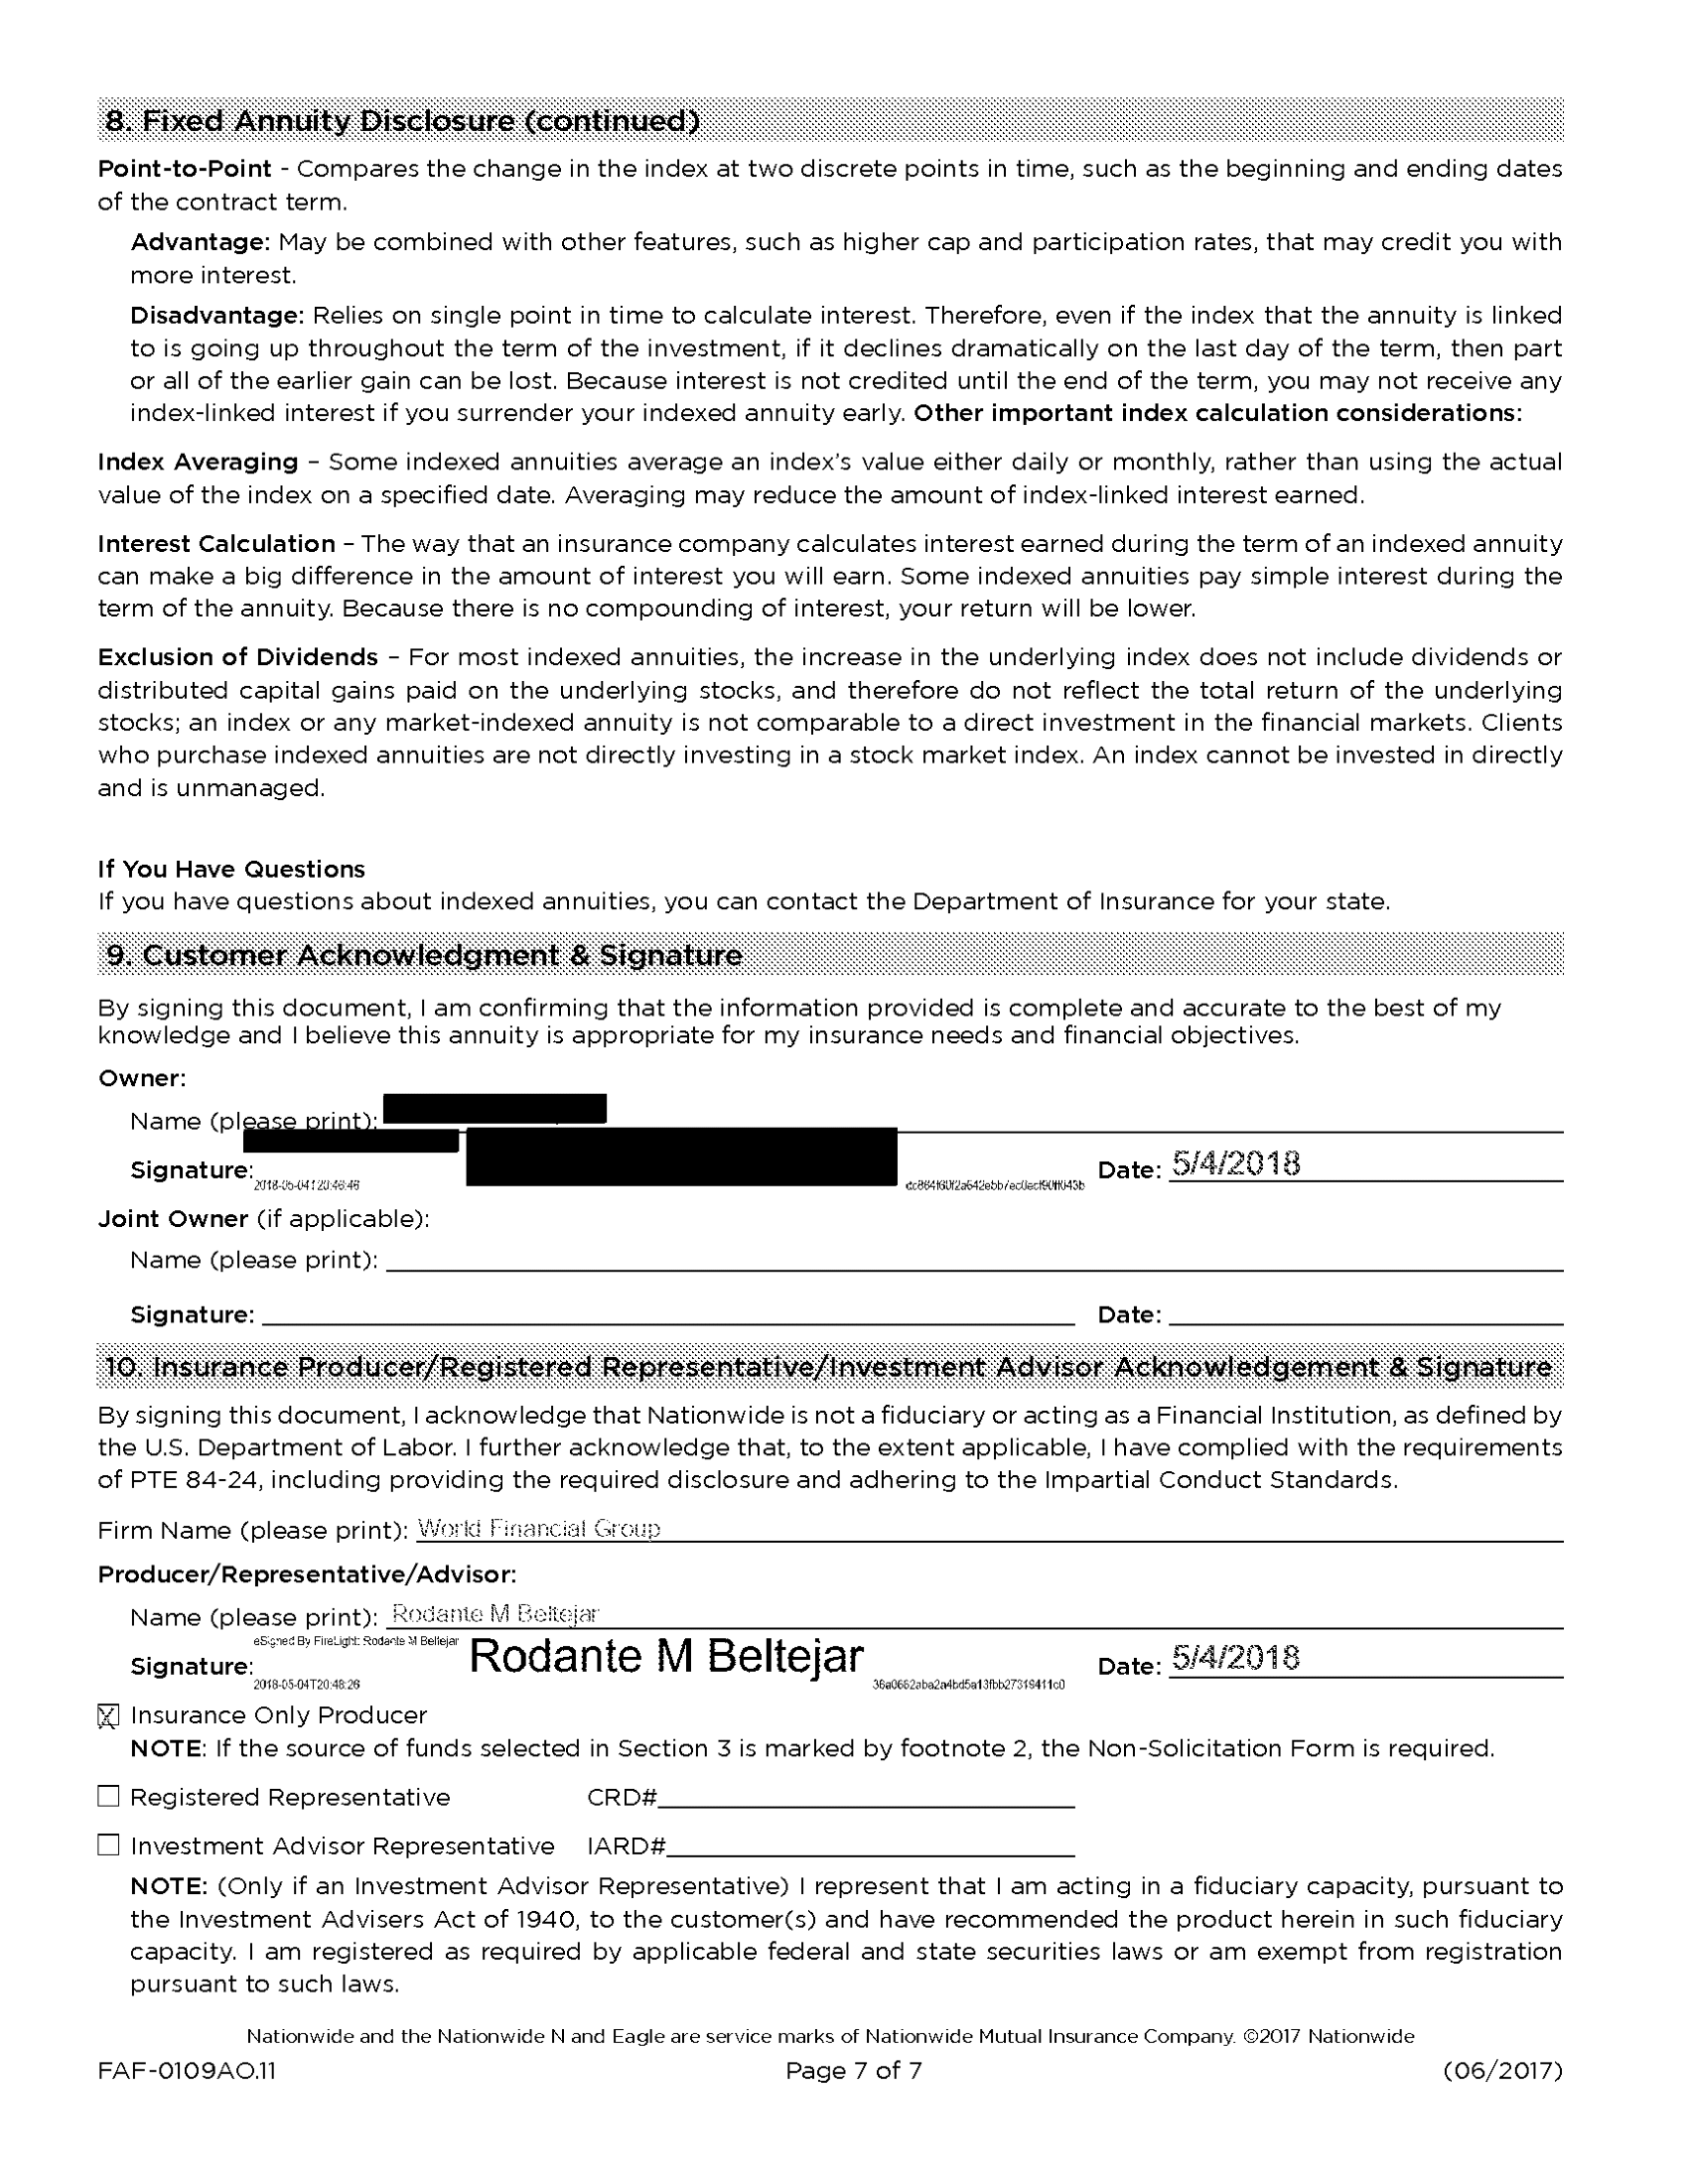 8. Fixed Annuity Disclosure (continued)
Point-to-Point - Compares the change in the index at two discrete points in time, such as the beginning and ending dates
of the contract term.
Advantage: May be combined with other features, such as higher cap and participation rates, that may credit you with
more interest.
Disadvantage: Relies on single point in time to calculate interest. Therefore, even if the index that the annuity is linked
to is going up throughout the term of the investment, if it declines dramatically on the last day of the term, then part
or all of the earlier gain can be lost. Because interest is not credited until the end of the term, you may not receive any
index-linked interest if you surrender your indexed annuity early. Other important index calculation considerations:
Index Averaging – Some indexed annuities average an index's value either daily or monthly, rather than using the actual
value of the index on a specified date. Averaging may reduce the amount of index-linked interest earned.
Interest Calculation – The way that an insurance company calculates interest earned during the term of an indexed annuity
can make a big difference in the amount of interest you will earn. Some indexed annuities pay simple interest during the
term of the annuity. Because there is no compounding of interest, your return will be lower.
Exclusion of Dividends – For most indexed annuities, the increase in the underlying index does not include dividends or
distributed capital gains paid on the underlying stocks, and therefore do not reflect the total return of the underlying
stocks; an index or any market-indexed annuity is not comparable to a direct investment in the financial markets. Clients
who purchase indexed annuities are not directly investing in a stock market index. An index cannot be invested in directly
and is unmanaged.
If You Have Questions
If you have questions about indexed annuities, you can contact the Department of Insurance for your state.
9. Customer Acknowledgment & Signature
By signing this document, I am confirming that the information provided is complete and accurate to the best of my
knowledge and I believe this annuity is appropriate for my insurance needs and financial objectives.
Owner:
Name (please print):
Signature: Date: 5/4/2018
Joint Owner (if applicable):
Name (please print):
Signature: Date:
10. Insurance Producer/Registered Representative/Investment Advisor Acknowledgement & Signature
By signing this document, I acknowledge that Nationwide is not a fiduciary or acting as a Financial Institution, as defined by
the U.S. Department of Labor. I further acknowledge that, to the extent applicable, I have complied with the requirements
of PTE 84-24, including providing the required disclosure and adhering to the Impartial Conduct Standards.
Firm Name (please print): World Financial Group
Producer/Representative/Advisor:
Name (please print): Rodante M Beltejar
eSigned By FireLight: Rodante M Beltejar
Signature: Rodante M Beltejar Date: 5/4/2018
2018-05-04T20:48:26
Insurance Only Producer
NOTE: If the source of funds selected in Section 3 is marked by footnote 2, the Non-Solicitation Form is required.
Registered Representative CRD#
Investment Advisor Representative IARD#
NOTE: (Only if an Investment Advisor Representative) I represent that I am acting in a fiduciary capacity, pursuant to
the Investment Advisers Act of 1940, to the customer(s) and have recommended the product herein in such fiduciary
capacity. I am registered as required by applicable federal and state securities laws or am exempt from registration
pursuant to such laws.
Nationwide and the Nationwide N and Eagle are service marks of Nationwide Mutual Insurance Company. ©2017 Nationwide
FAF-0109AO.11 Page 7 of 7 (06/2017)